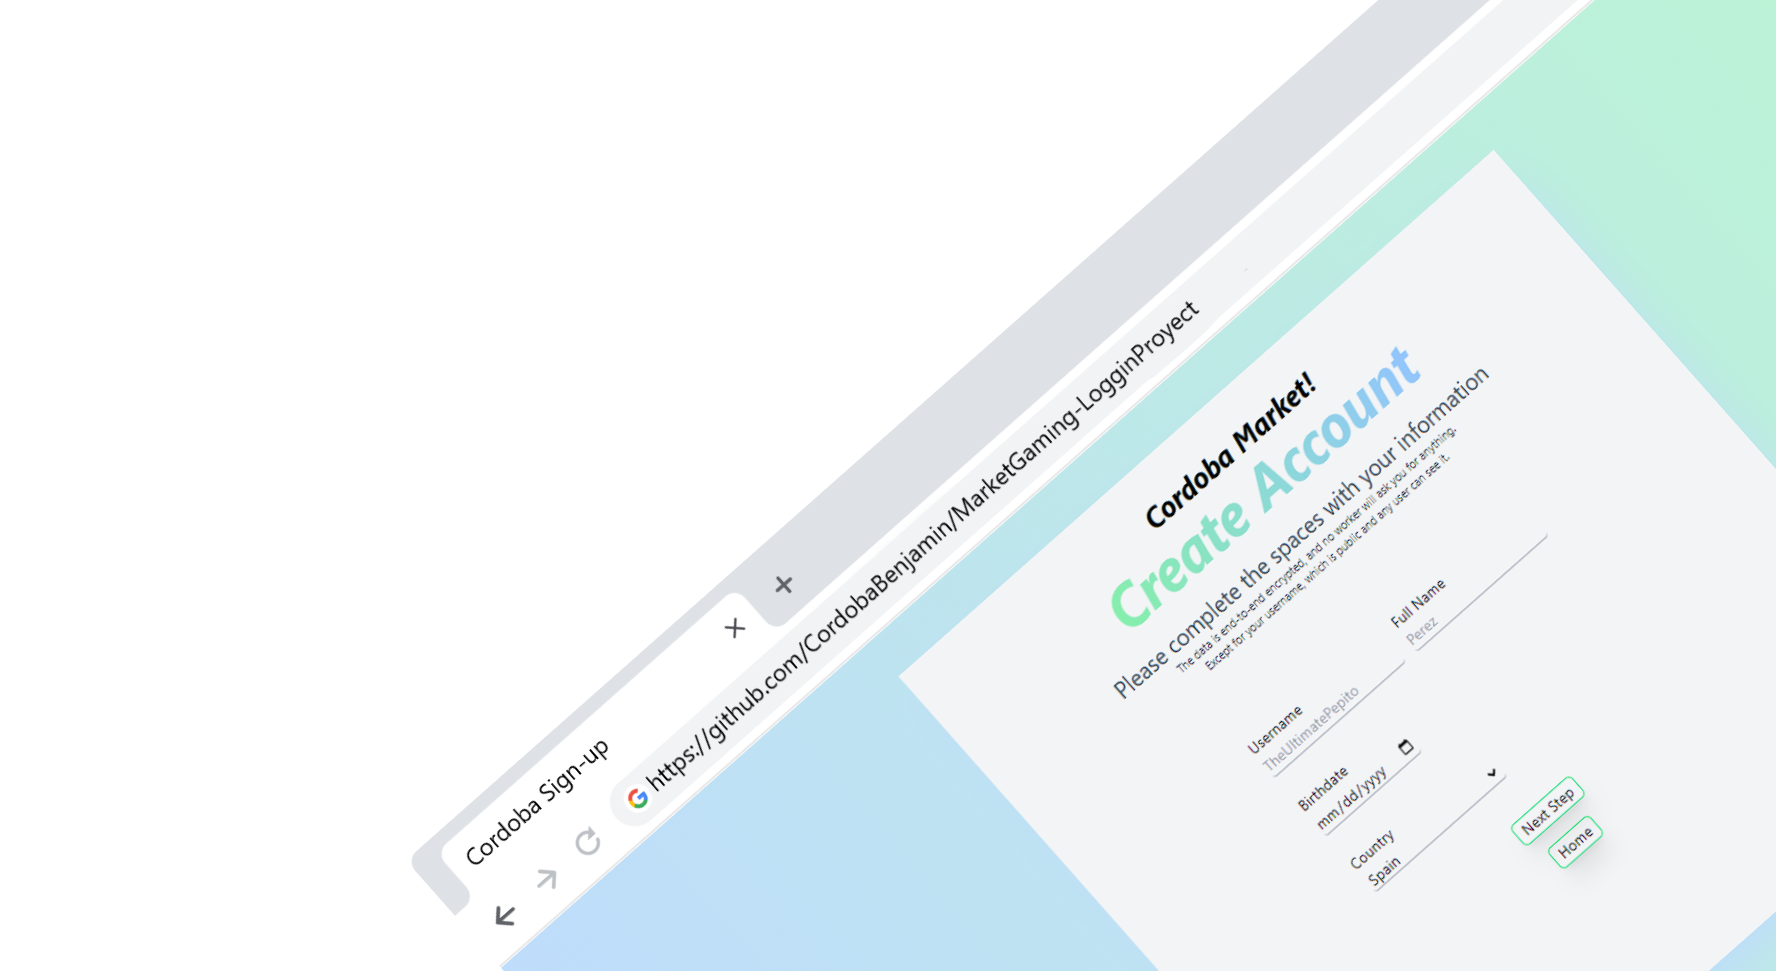 Cordoba Sign-up
https://github.com/CordobaBenjamin/MarketGaming-LogginProyect
Cordoba Market!
Create Account
Please complete the spaces with your information
The data is end-to-end encrypted, and no worker will ask you for anything,
Except for your username, which is public and any user can see it.
Username
TheUltimatePepito
Full Name
Perez
Birthdate
mm/dd/yyyy
Country
Spain
Next Step
Home